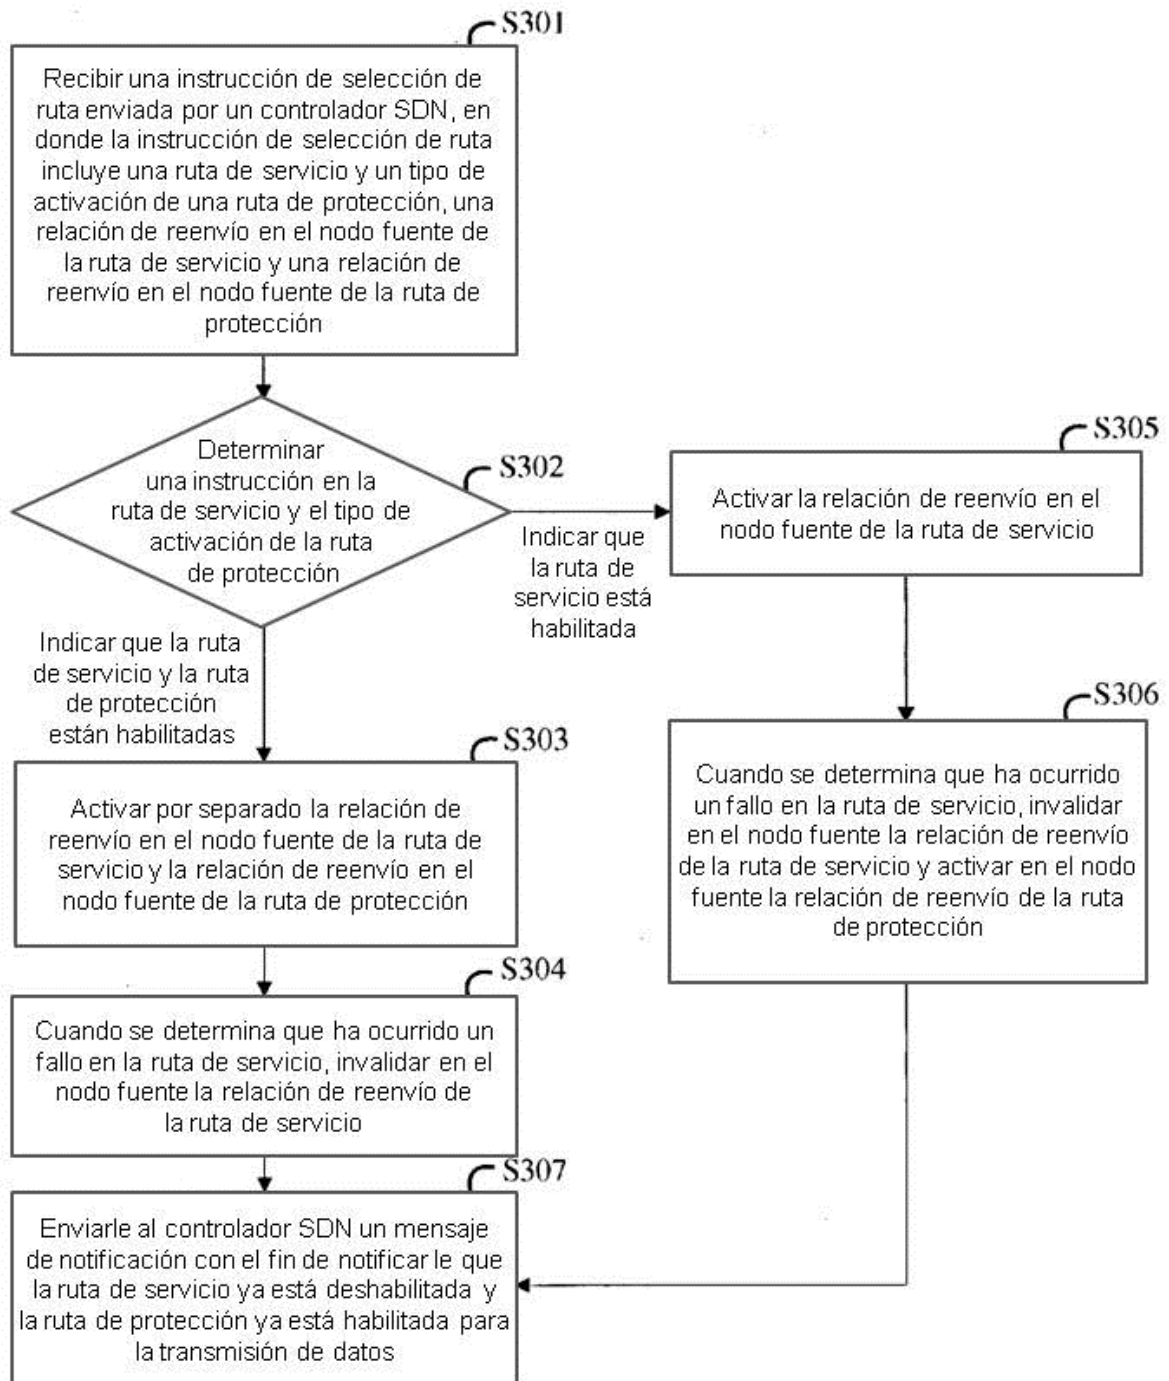 S301
Recibir una instrucción de selección de
ruta enviada por un controlador SDN, en
donde la instrucción de selección de ruta
incluye una ruta de servicio y un tipo de
activación de una ruta de protección, una
relación de reenvío en el nodo fuente de
la ruta de servicio y una relación de
reenvío en el nodo fuente de la ruta de
protección
S302
Determinar
una instrucción en la
ruta de servicio y el tipo de
activación de la ruta
de protección
Indicar que
la ruta de
servicio está
habilitada
S305
Activar la relación de reenvío en el
nodo fuente de la ruta de servicio
Indicar que la ruta
de servicio y la ruta
de protección
están habilitadas
S306
Cuando se determina que ha ocurrido
un fallo en la ruta de servicio, invalidar
en el nodo fuente la relación de reenvío
de la ruta de servicio y activar en el nodo
fuente la relación de reenvío de la ruta
de protección
S303
Activar por separado la relación de
reenvío en el nodo fuente de la ruta de
servicio y la relación de reenvío en el
nodo fuente de la ruta de protección
S304
Cuando se determina que ha ocurrido un
fallo en la ruta de servicio, invalidar en el
nodo fuente la relación de reenvío de
la ruta de servicio
S307
Enviarle al controlador SDN un mensaje
de notificación con el fin de notificar le que
la ruta de servicio ya está deshabilitada y
la ruta de protección ya está habilitada para
la transmisión de datos